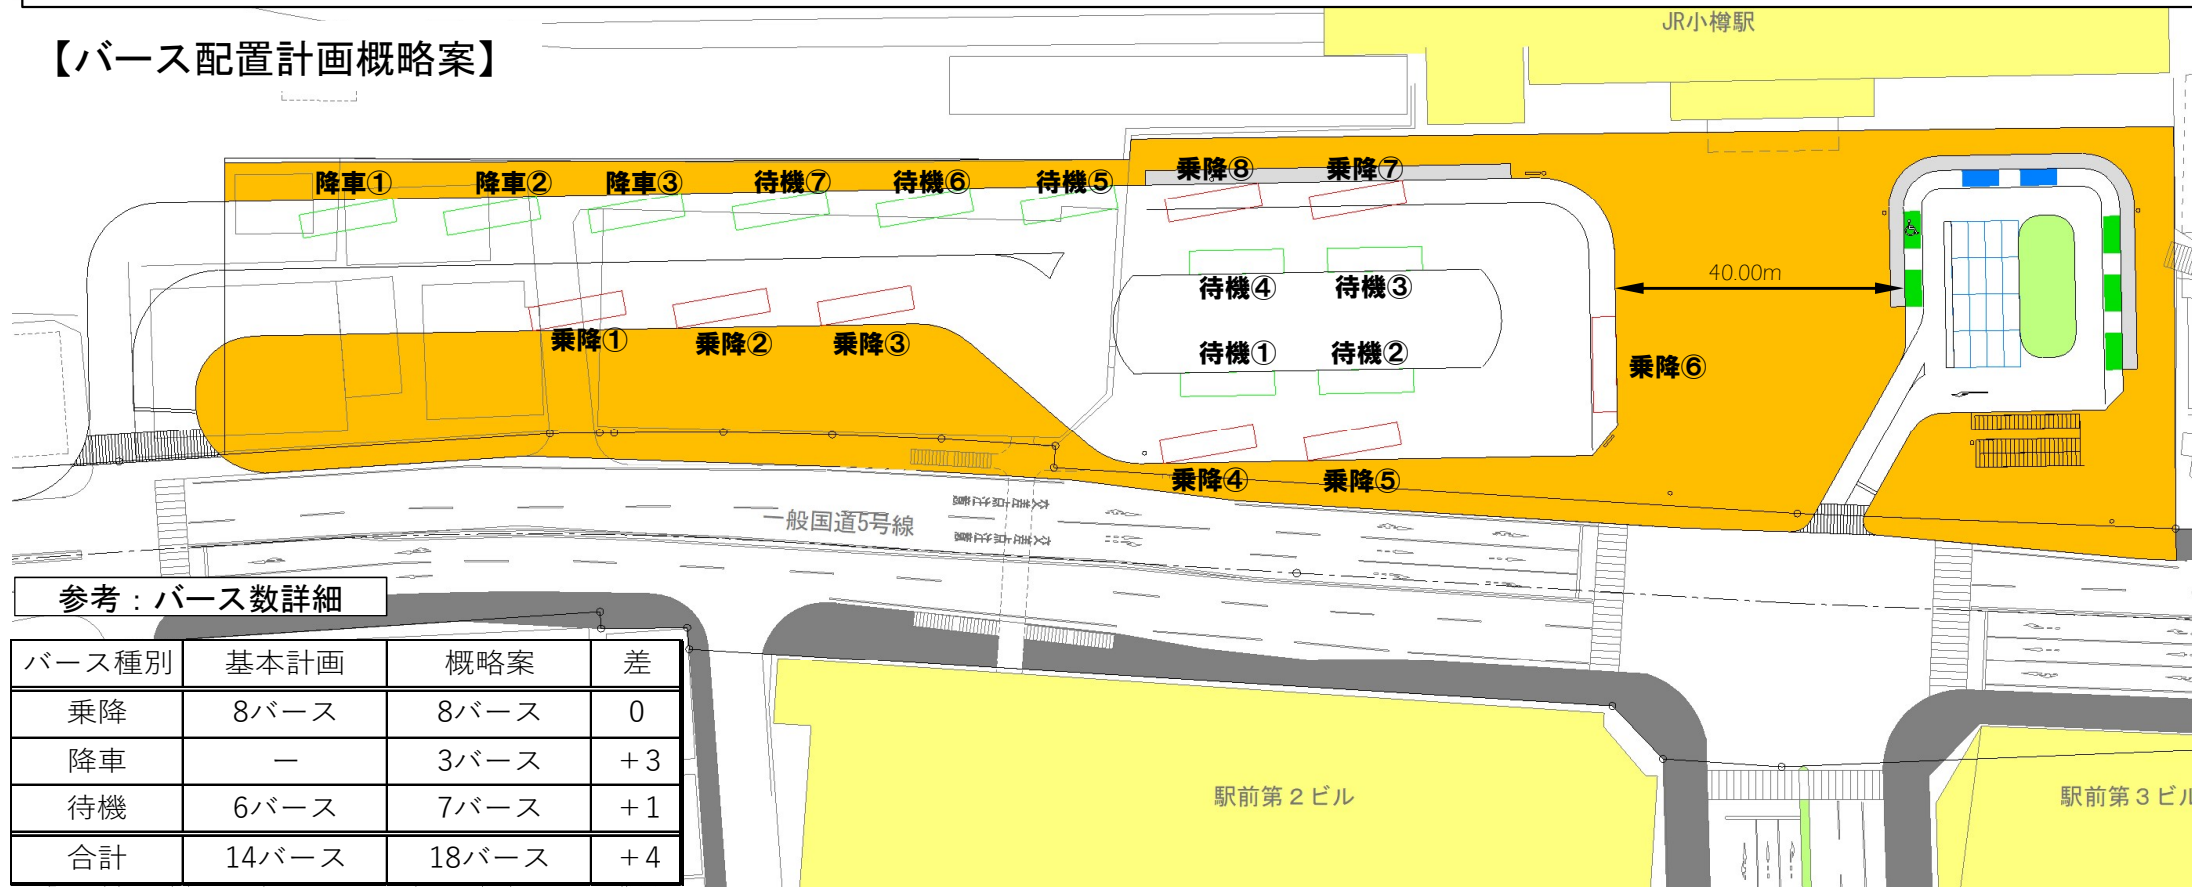 JR小樽駅
【バース配置計画概略案】
降車① 降車② 降車③ 待機⑦ 待機⑥ 待機⑤ 乗降⑧ 乗降⑦
40.00m
待機④ 待機③
乗降① 乗降② 乗降③ 待機① 待機② 乗降⑥
乗降④ 乗降⑤
一般国道5号線
参考：バース数詳細
バース種別 基本計画 概略案 差
乗降 8バース 8バース 0
降車 － 3バース +3
待機 6バース 7バース +1
合計 14バース 18バース +4
駅前第２ビル
駅前第３ビル